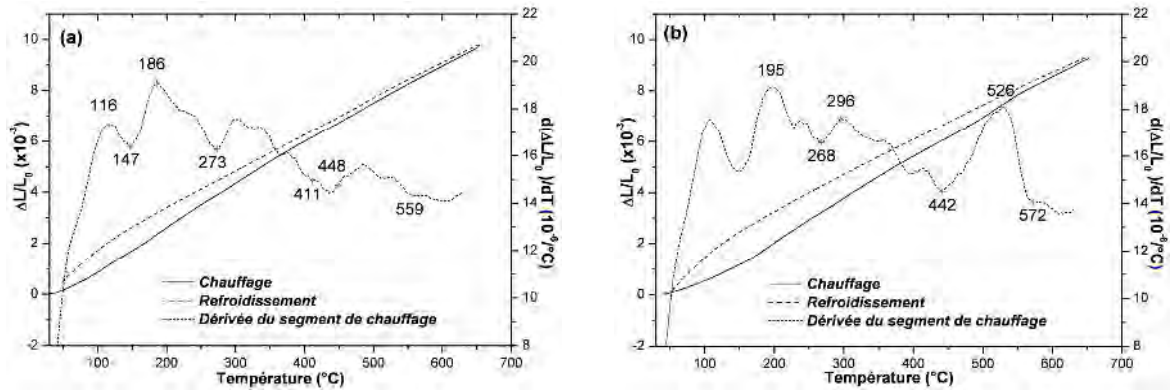 (a)
ΔL/L₀ (x10⁻³)
10
8
6
4
2
0
-2
22
20
18
16
14
12
10
8
d(ΔL/L₀)/dT (10⁻⁶/°C)
116
147
186
273
411
448
559
Chauffage
Refroidissement
Dérivée du segment de chauffage
100 200 300 400 500 600 700
Température (°C)
(b)
ΔL/L₀ (x10⁻³)
10
8
6
4
2
0
-2
22
20
18
16
14
12
10
8
d(ΔL/L₀)/dT (10⁻⁶/°C)
195
268
296
442
526
572
Chauffage
Refroidissement
Dérivée du segment de chauffage
100 200 300 400 500 600 700
Température (°C)